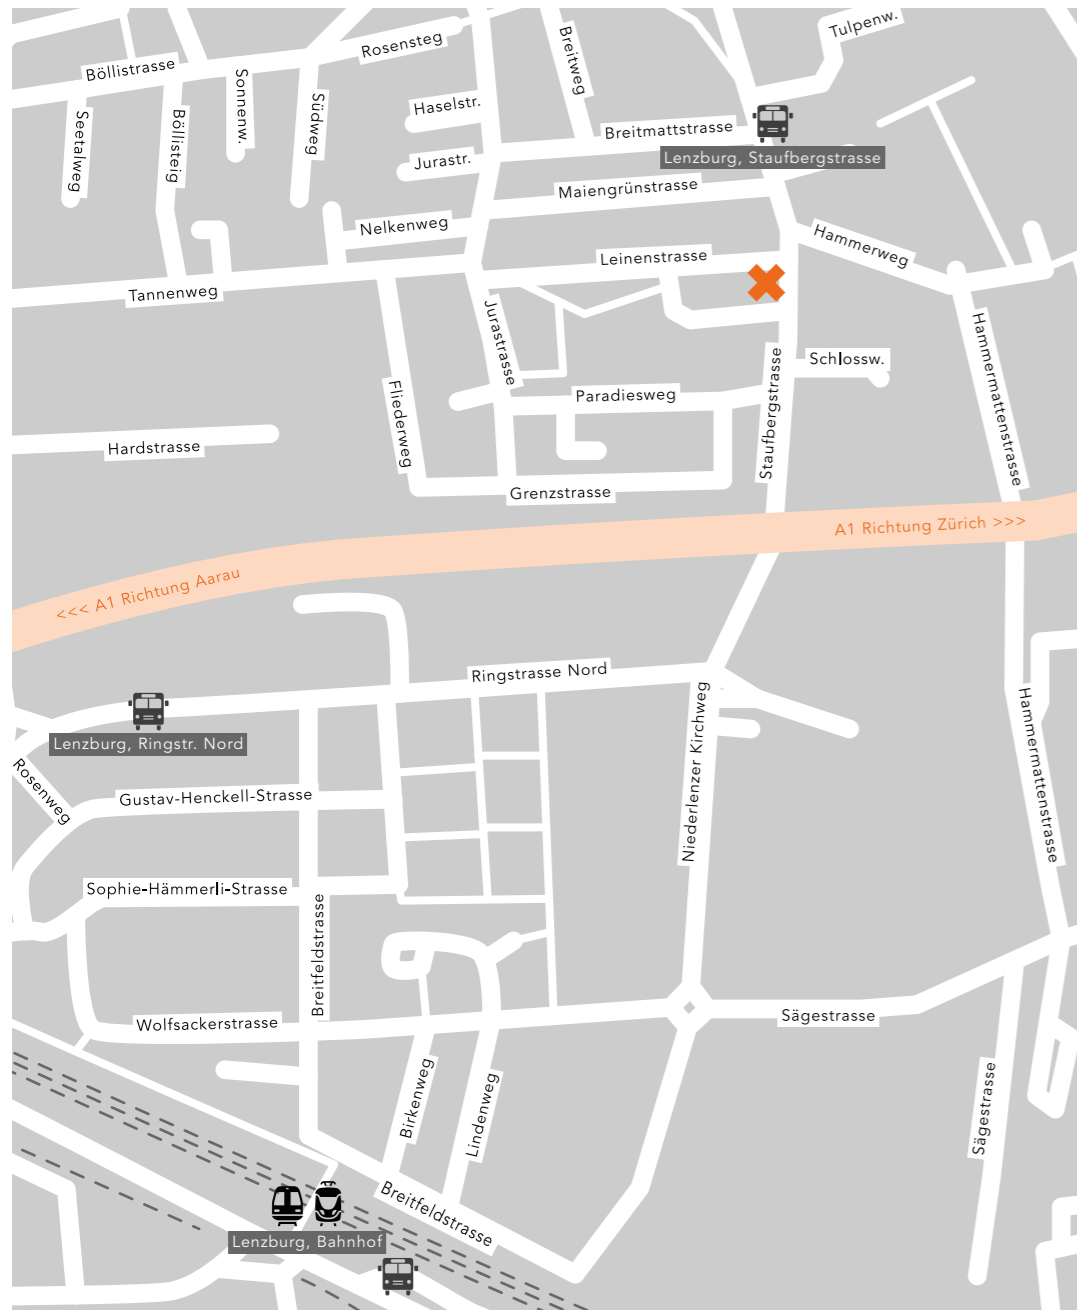 Tulpenw.
Rosensteg
Breitweg
Böllistrasse
Sonnenw.
Südweg
Haselstr.
Seetalweg
Böllisteig
Breitmattstrasse
Lenzburg, Staufbergstrasse
Jurastr.
Maiengrünstrasse
Nelkenweg
Hammerweg
Leinenstrasse
Tannenweg
Jurastrasse
Hammermattenstrasse
Schlossw.
Fliederweg
Paradiesweg
Staufbergstrasse
Hardstrasse
Grenzstrasse
A1 Richtung Zürich >>>
<<< A1 Richtung Aarau
Ringstrasse Nord
Niederlenzer Kirchweg
Hammermattenstrasse
Lenzburg, Ringstr. Nord
Rosenweg
Gustav-Henckell-Strasse
Sophie-Hämmerli-Strasse
Breitfeldstrasse
Wolfsackerstrasse
Sägestrasse
Birkenweg
Lindenweg
Sägestrasse
Breitfeldstrasse
Lenzburg, Bahnhof